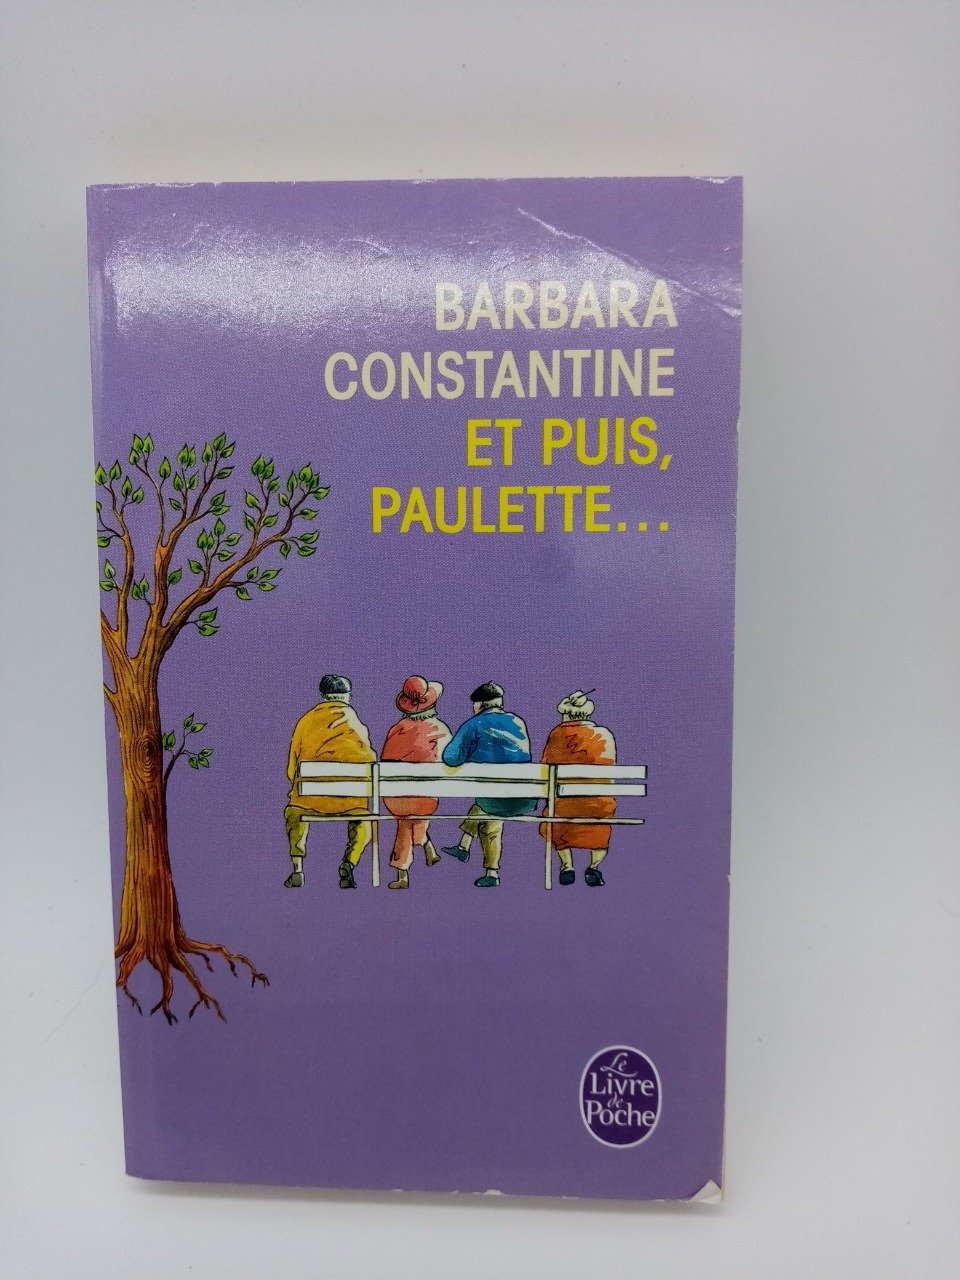 BARBARA
CONSTANTINE
ET PUIS,
PAULETTE...
Le
Livre
de
Poche